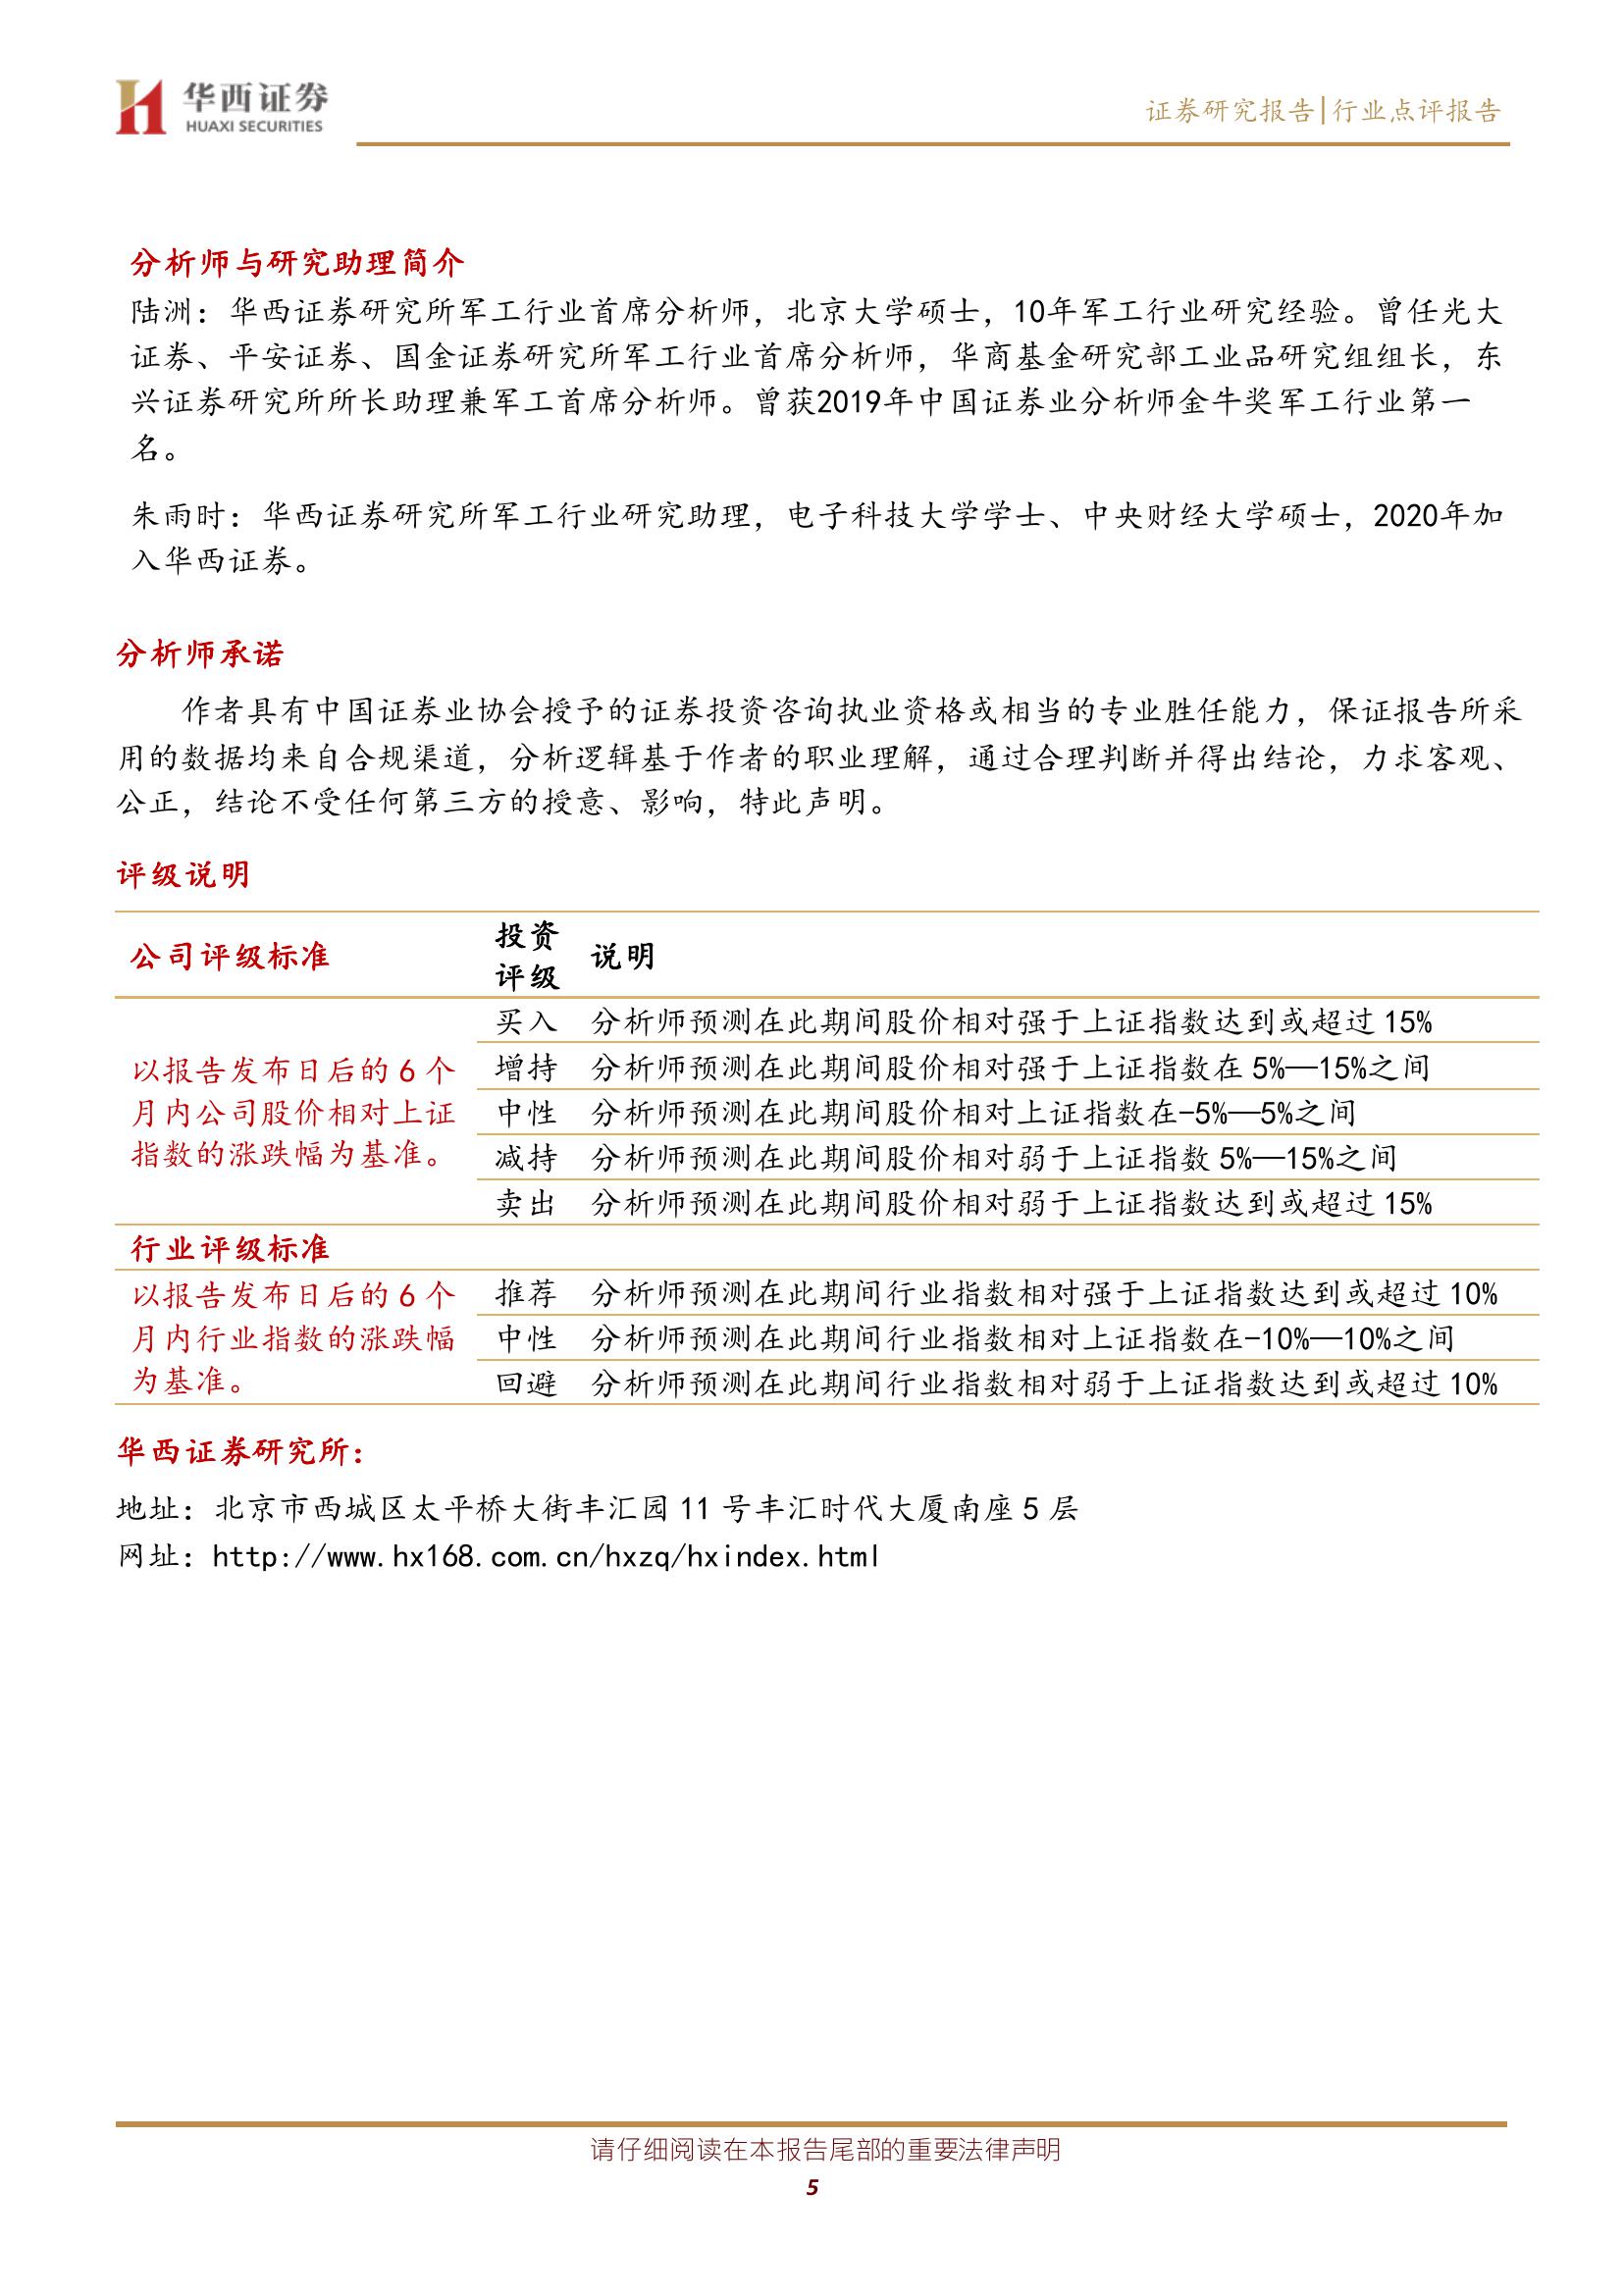 华西证券
HUAXI SECURITIES
证券研究报告|行业点评报告
分析师与研究助理简介
陆洲：华西证券研究所军工行业首席分析师，北京大学硕士，10年军工行业研究经验。曾任光大
证券、平安证券、国金证券研究所军工行业首席分析师，华商基金研究部工业品研究组组长，东
兴证券研究所所长助理兼军工首席分析师。曾获2019年中国证券业分析师金牛奖军工行业第一
名。
朱雨时：华西证券研究所军工行业研究助理，电子科技大学学士、中央财经大学硕士，2020年加
入华西证券。
分析师承诺
作者具有中国证券业协会授予的证券投资咨询执业资格或相当的专业胜任能力，保证报告所采
用的数据均来自合规渠道，分析逻辑基于作者的职业理解，通过合理判断并得出结论，力求客观、
公正，结论不受任何第三方的授意、影响，特此声明。
评级说明
公司评级标准
投资
评级
说明
以报告发布日后的 6 个
月内公司股价相对上证
指数的涨跌幅为基准。
买入 分析师预测在此期间股价相对强于上证指数达到或超过 15%
增持 分析师预测在此期间股价相对强于上证指数在 5%—15%之间
中性 分析师预测在此期间股价相对上证指数在-5%—5%之间
减持 分析师预测在此期间股价相对弱于上证指数 5%—15%之间
卖出 分析师预测在此期间股价相对弱于上证指数达到或超过 15%
行业评级标准
以报告发布日后的 6 个
月内行业指数的涨跌幅
为基准。
推荐 分析师预测在此期间行业指数相对强于上证指数达到或超过 10%
中性 分析师预测在此期间行业指数相对上证指数在-10%—10%之间
回避 分析师预测在此期间行业指数相对弱于上证指数达到或超过 10%
华西证券研究所：
地址：北京市西城区太平桥大街丰汇园 11 号丰汇时代大厦南座 5 层
网址：http://www.hx168.com.cn/hxzq/hxindex.html
请仔细阅读在本报告尾部的重要法律声明
5